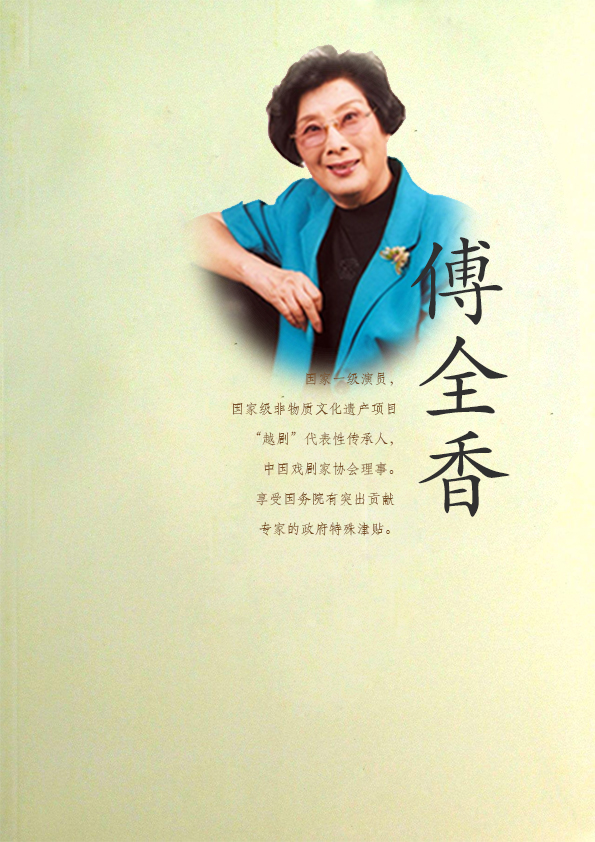 傅全香
国家一级演员，
国家级非物质文化遗产项目
“越剧”代表性传承人，
中国戏剧家协会理事。
享受国务院有突出贡献
专家的政府特殊津贴。